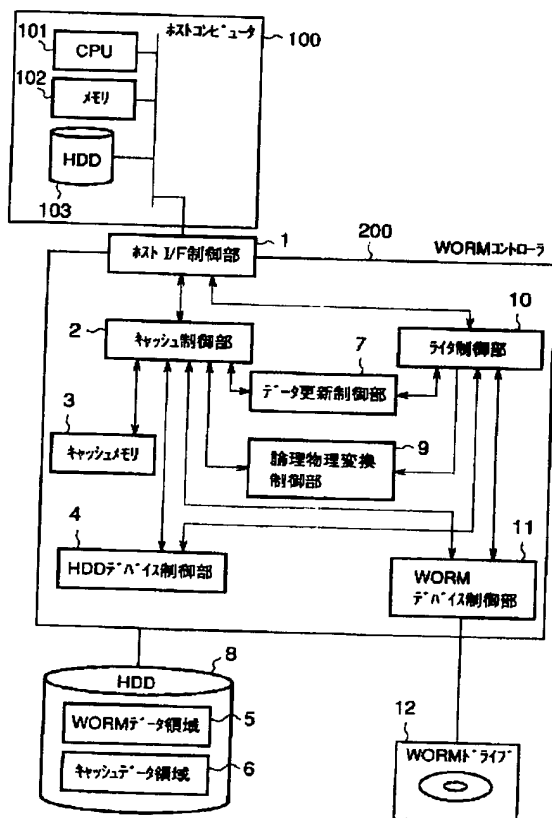 101
CPU
ホストコンピュータ
100
102
メモリ
HDD
103
1
ホスト I/F制御部
200
WORMコントローラ
2
キャッシュ制御部
10
ライタ制御部
7
データ更新制御部
3
キャッシュメモリ
9
論理物理変換
制御部
4
HDDデバイス制御部
11
WORM
デバイス制御部
8
HDD
WORMデータ領域
5
キャッシュデータ領域
6
12
WORMドライブ